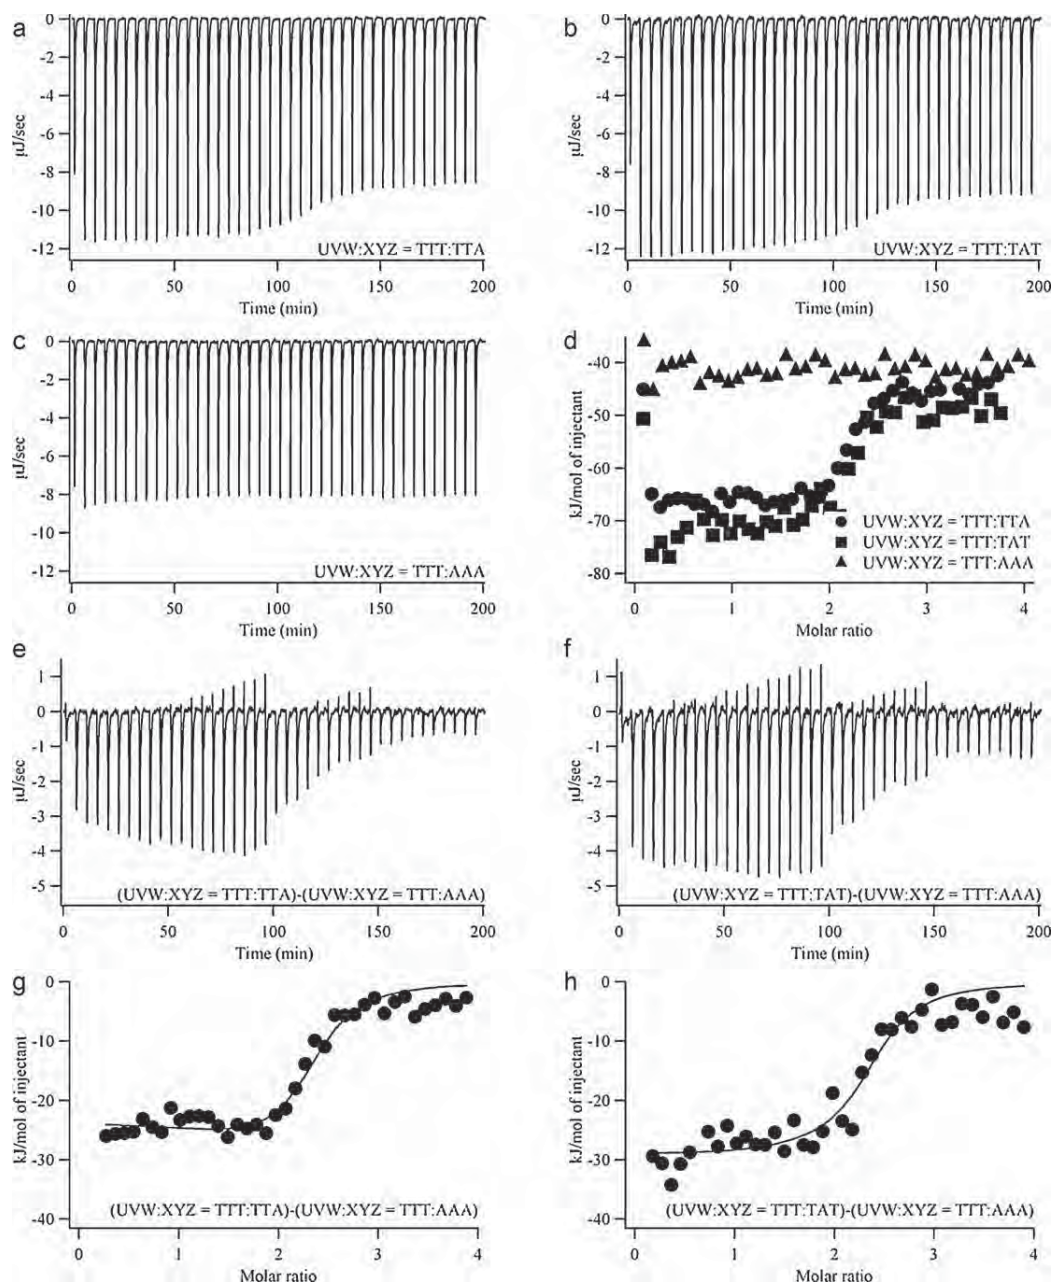 a
0
-2
-4
-6
-8
-10
-12
µJ/sec
UVW:XYZ = TTT:TTA
0
50
100
150
200
Time (min)
b
0
-2
-4
-6
-8
-10
-12
µJ/sec
UVW:XYZ = TTT:TAT
0
50
100
150
200
Time (min)
c
0
-2
-4
-6
-8
-10
-12
µJ/sec
UVW:XYZ = TTT:AAA
0
50
100
150
200
Time (min)
d
-40
-50
-60
-70
-80
kJ/mol of injectant
UVW:XYZ = TTT:TTA
UVW:XYZ = TTT:TAT
UVW:XYZ = TTT:AAA
0
1
2
3
4
Molar ratio
e
1
0
-1
-2
-3
-4
-5
µJ/sec
(UVW:XYZ = TTT:TTA)-(UVW:XYZ = TTT:AAA)
0
50
100
150
200
Time (min)
f
1
0
-1
-2
-3
-4
-5
µJ/sec
(UVW:XYZ = TTT:TAT)-(UVW:XYZ = TTT:AAA)
0
50
100
150
200
Time (min)
g
0
-10
-20
-30
-40
kJ/mol of injectant
(UVW:XYZ = TTT:TTA)-(UVW:XYZ = TTT:AAA)
0
1
2
3
4
Molar ratio
h
0
-10
-20
-30
-40
kJ/mol of injectant
(UVW:XYZ = TTT:TAT)-(UVW:XYZ = TTT:AAA)
0
1
2
3
4
Molar ratio